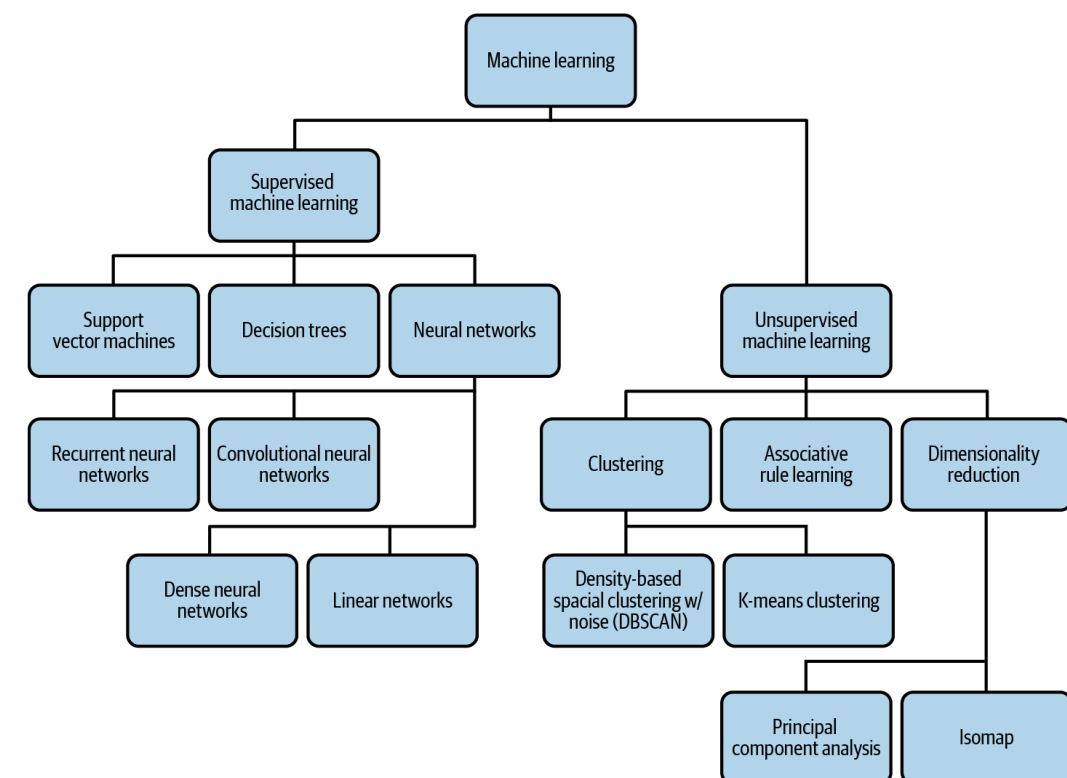 Machine learning
Supervised
machine learning
Support
vector machines
Decision trees
Neural networks
Unsupervised
machine learning
Recurrent neural
networks
Convolutional neural
networks
Clustering
Associative
rule learning
Dimensionality
reduction
Dense neural
networks
Linear networks
Density-based
spacial clustering w/
noise (DBSCAN)
K-means clustering
Principal
component analysis
Isomap